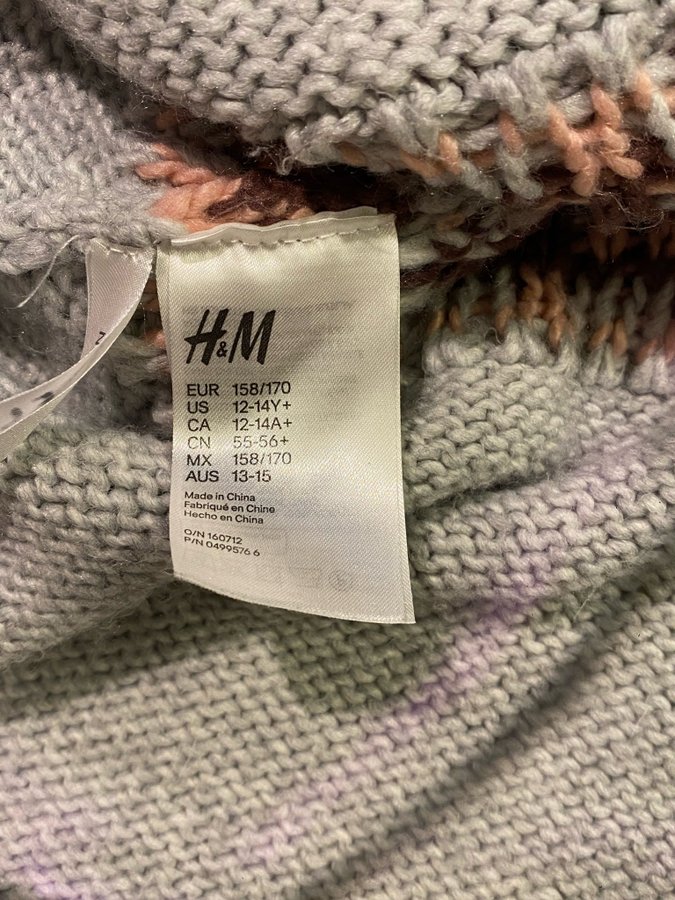 H&M
EUR 158/170
US 12-14Y+
CA 12-14A+
CN 55-56+
MX 158/170
AUS 13-15
Made in China
Fabriqué en Chine
Hecho en China
O/N 160712
P/N 0499576 6